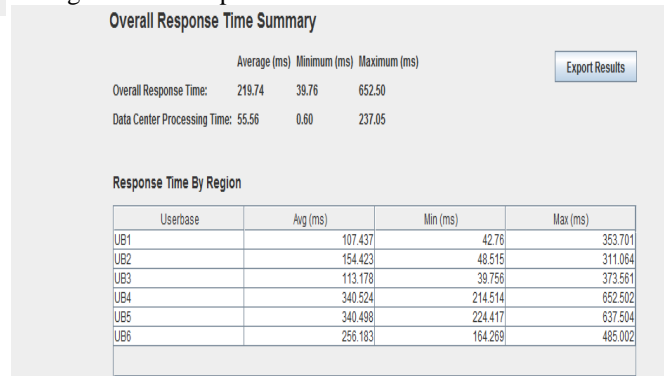 Overall Response Time Summary
Average (ms) Minimum (ms) Maximum (ms)
Export Results
Overall Response Time: 219.74 39.76 652.50
Data Center Processing Time: 55.56 0.60 237.05
Response Time By Region
Userbase Avg (ms) Min (ms) Max (ms)
UB1 107.437 42.76 353.701
UB2 154.423 48.515 311.064
UB3 113.178 39.756 373.561
UB4 340.524 214.514 652.502
UB5 340.498 224.417 637.504
UB6 256.183 164.269 485.002